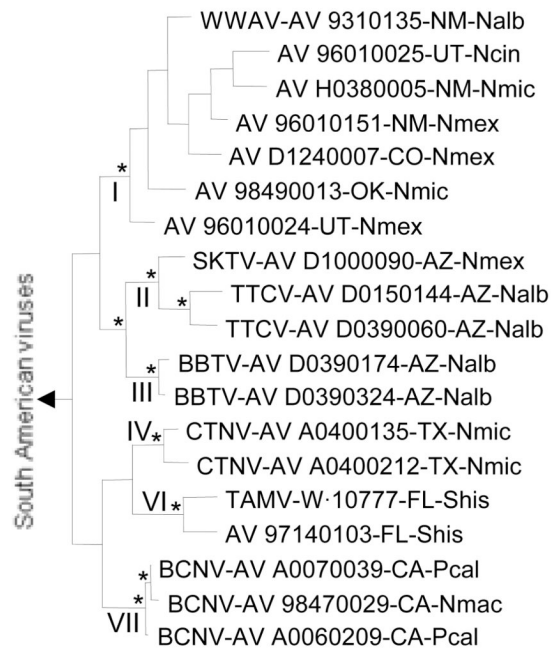 WWAV-AV 9310135-NM-Nalb
AV 96010025-UT-Ncin
AV H0380005-NM-Nmic
AV 96010151-NM-Nmex
AV D1240007-CO-Nmex
*
I
AV 98490013-OK-Nmic
AV 96010024-UT-Nmex
SKTV-AV D1000090-AZ-Nmex
*
II
TTCV-AV D0150144-AZ-Nalb
*
TTCV-AV D0390060-AZ-Nalb
*
BBTV-AV D0390174-AZ-Nalb
*
III
BBTV-AV D0390324-AZ-Nalb
South American viruses
IV*
CTNV-AV A0400135-TX-Nmic
CTNV-AV A0400212-TX-Nmic
VI*
TAMV-W·10777-FL-Shis
AV 97140103-FL-Shis
BCNV-AV A0070039-CA-Pcal
*
*
BCNV-AV 98470029-CA-Nmac
VII
BCNV-AV A0060209-CA-Pcal